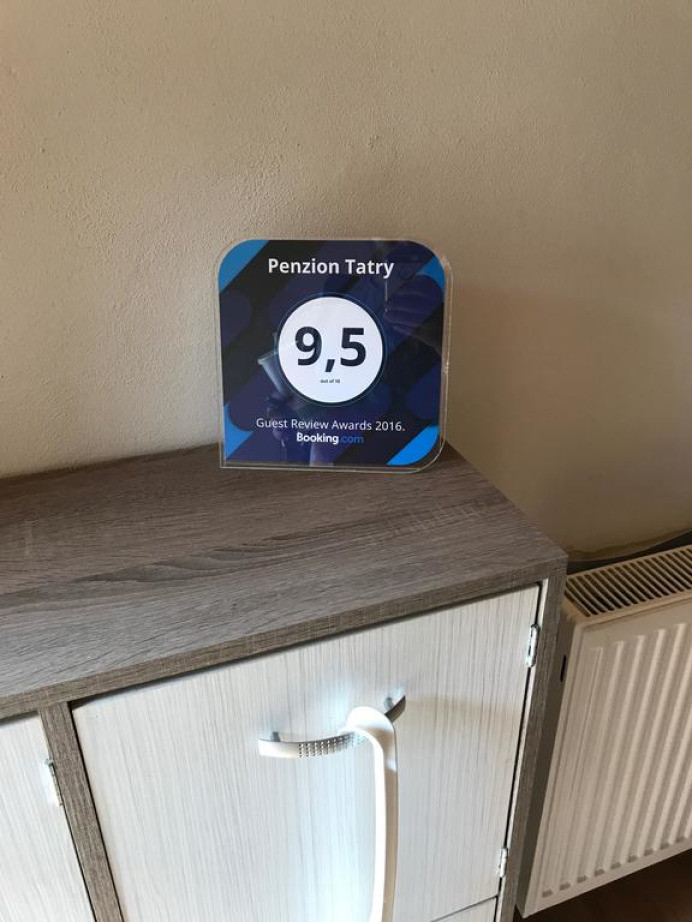 Penzion Tatry
9,5
out of 10
Guest Review Awards 2016.
Booking.com